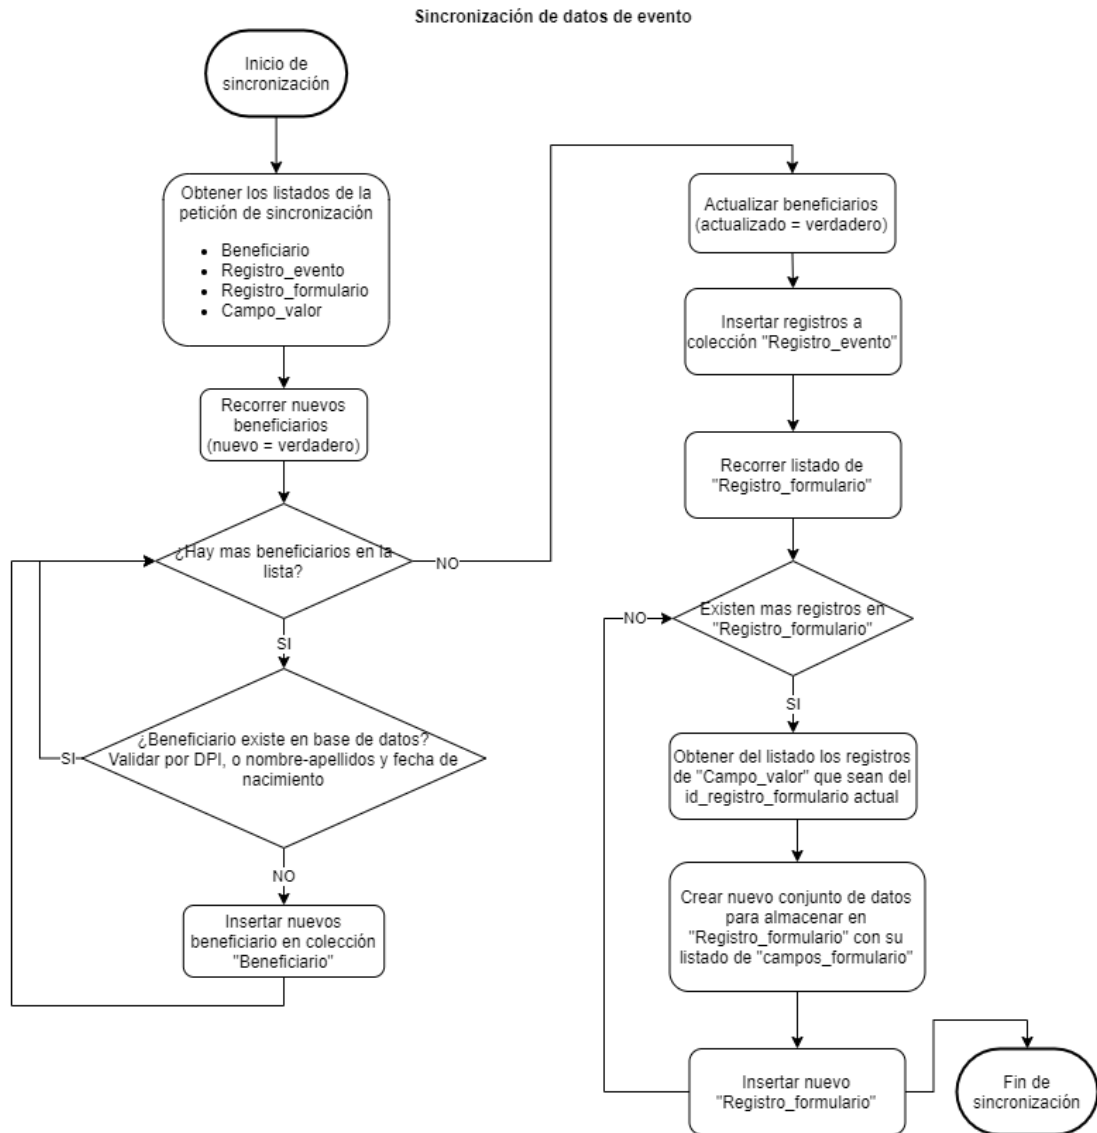 Sincronización de datos de evento
Inicio de
sincronización
Obtener los listados de la
petición de sincronización
• Beneficiario
• Registro_evento
• Registro_formulario
• Campo_valor
Recorrer nuevos
beneficiarios
(nuevo = verdadero)
¿Hay mas beneficiarios en la
lista?
NO
SI
¿Beneficiario existe en base de datos?
Validar por DPI, o nombre-apellidos y fecha de
nacimiento
SI
NO
Insertar nuevos
beneficiario en colección
"Beneficiario"
Actualizar beneficiarios
(actualizado = verdadero)
Insertar registros a
colección "Registro_evento"
Recorrer listado de
"Registro_formulario"
Existen mas registros en
"Registro_formulario"
NO
SI
Obtener del listado los registros
de "Campo_valor" que sean del
id_registro_formulario actual
Crear nuevo conjunto de datos
para almacenar en
"Registro_formulario" con su
listado de "campos_formulario"
Insertar nuevo
"Registro_formulario"
Fin de
sincronización